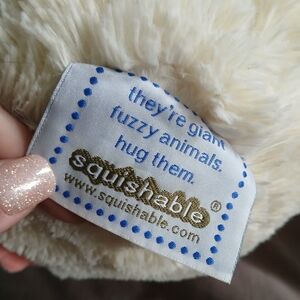 they're giant
fuzzy animals.
hug them.
squishable®
www.squishable.com